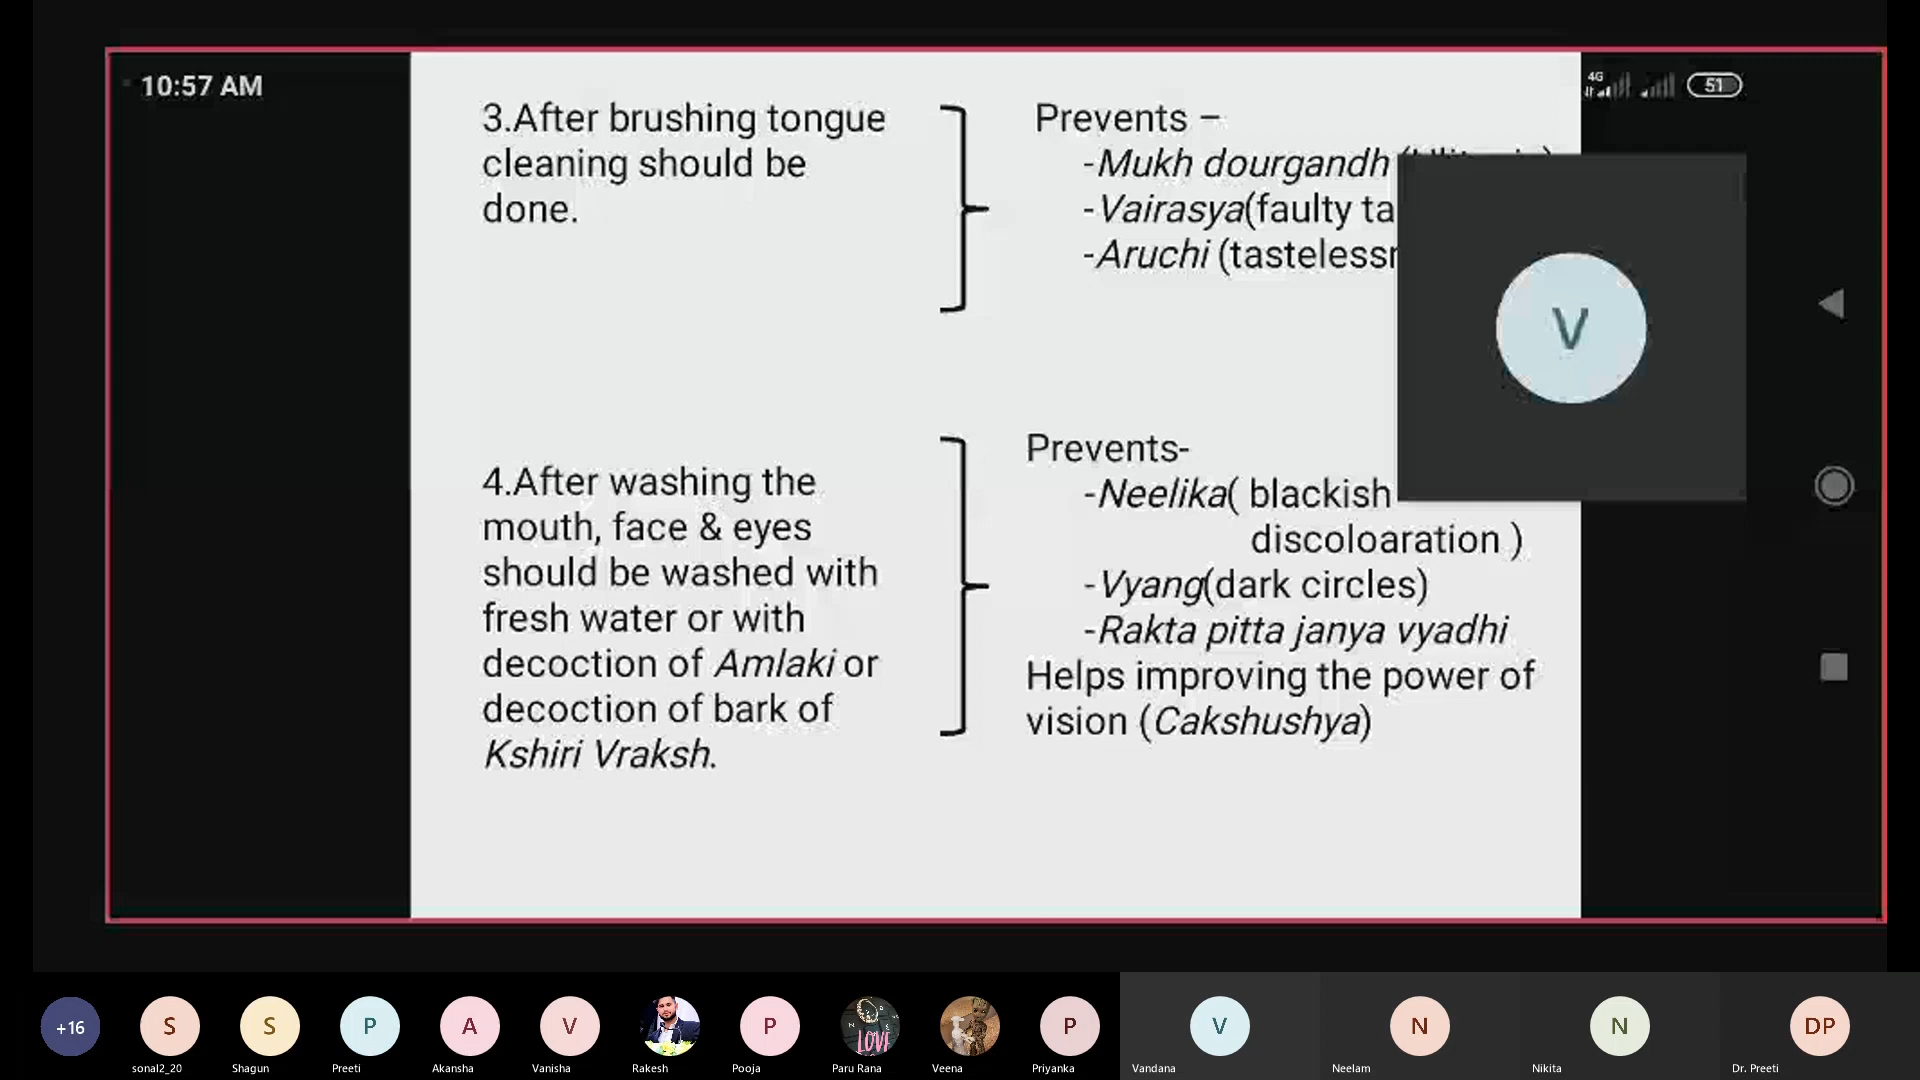 10:57 AM
4G
51
3.After brushing tongue
cleaning should be
done.
Prevents –
-Mukh dourgandh
-Vairasya(faulty
-Aruchi
V
4.After washing the
mouth, face & eyes
should be washed with
fresh water or with
decoction of Amlaki or
decoction of bark of
Kshiri Vraksh.
Prevents-
-Neelika( blackish
discoloaration )
-Vyang(dark circles)
-Rakta pitta janya vyadhi
Helps improving the power of
vision (Cakshushya)
+16
S
S
P
A
V
P
LOVE
P
V
N
N
DP
sonal2_20
Shagun
Preeti
Akansha
Vanisha
Rakesh
Pooja
Paru Rana
Veena
Priyanka
Vandana
Neelam
Nikita
Dr. Preeti